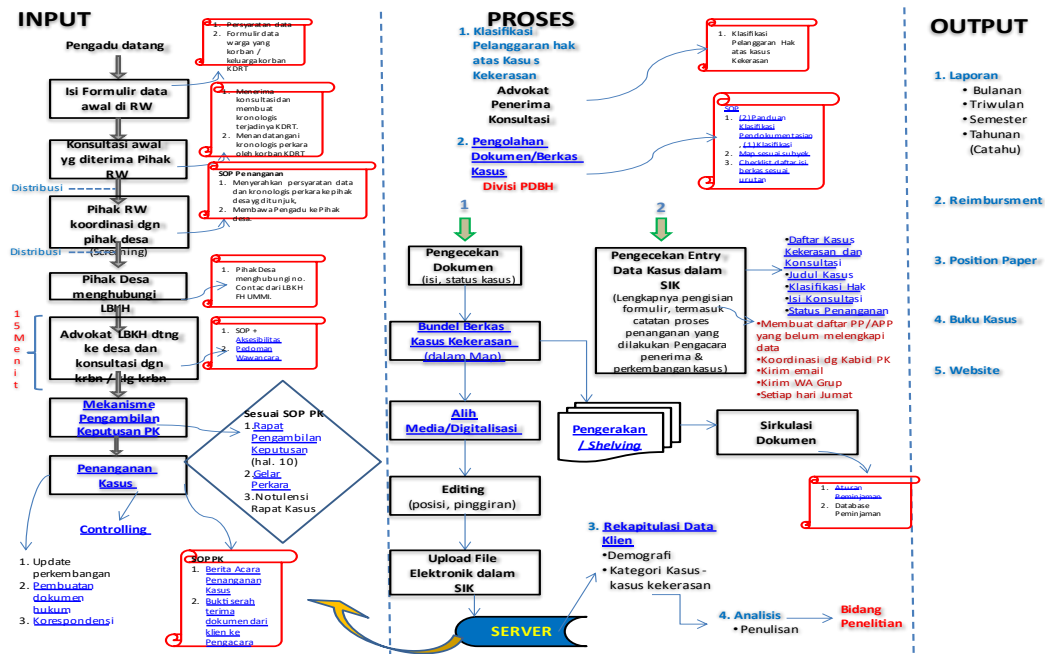 INPUT
Pengadu datang
Isi Formulir data
awal di RW
Konsultasi awal
yg diterima Pihak
RW
Distribusi
Pihak RW
koordinasi dgn
pihak desa
(Screening)
Distribusi
Pihak Desa
menghubungi
LBKH
15 Menit
Advokat LBKH dtng
ke desa dan
konsultasi dgn
krbn / klg krbn
Mekanisme
Pengambilan
Keputusan PK
Penanganan
Kasus
Controlling
1. Update
perkembangan
2. Pembuatan
dokumen
hukum
3. Korespondensi
1. Persyaratan data
2. Formulir data
warga yang
korban /
keluarga korban
KDRT
1. Menerima
konsultasi dan
membuat
kronologis
terjadinya KDRT.
2. Menandatangani
kronologis perkara
oleh korban KDRT
SOP Penanganan
1. Menyerahkan persyaratan data
dan kronologis perkara ke pihak
desa yg ditunjuk,
2. Membawa Pengadu ke Pihak
desa.
1. Pihak Desa
menghubungi no.
Contac dari LBKH
FH UMMI.
1. SOP +
Aksesibilitas
2. Pedoman
Wawancara
Sesuai SOP PK
1. Rapat
Pengambilan
Keputusan
(hal. 10)
2. Gelar
Perkara
3. Notulensi
Rapat Kasus
SOP PK
1. Berita Acara
Penanganan
Kasus
2. Bukti serah
terima
dokumen dari
klien ke
Pengacara
PROSES
1. Klasifikasi
Pelanggaran hak
atas Kasus
Kekerasan
Advokat
Penerima
Konsultasi
2. Pengolahan
Dokumen/Berkas
Kasus
Divisi PDBH
1. Klasifikasi
Pelanggaran Hak
atas kasus
Kekerasan
SOP
1. (2) Panduan
Klasifikasi
Pendokumentasian
, (1) Klasifikasi
2. Map sesuai subyek
3. Checklist daftar isi
berkas sesuai
urutan
1
2
Pengecekan
Dokumen
(isi, status kasus)
Bundel Berkas
Kasus Kekerasan
(dalam Map)
Alih
Media/Digitalisasi
Editing
(posisi, pinggiran)
Upload File
Elektronik dalam
SIK
SERVER
Pengecekan Entry
Data Kasus dalam
SIK
(Lengkapnya pengisian
formulir, termasuk
catatan proses
penanganan yang
dilakukan Pengacara
penerima &
perkembangan kasus)
•Daftar Kasus
Kekerasan dan
Konsultasi
•Judul Kasus
•Klasifikasi Hak
•Isi Konsultasi
•Status Penanganan
•Membuat daftar PP/APP
yang belum melengkapi
data
•Koordinasi dg Kabid PK
•Kirim email
•Kirim WA Grup
•Setiap hari Jumat
Pengerakan
/ Shelving
Sirkulasi
Dokumen
1. Aturan
Peminjaman
2. Database
Peminjaman
3. Rekapitulasi Data
Klien
•Demografi
•Kategori Kasus-
kasus kekerasan
4. Analisis
•Penulisan
Bidang
Penelitian
OUTPUT
1. Laporan
• Bulanan
• Triwulan
• Semester
• Tahunan
(Catahu)
2. Reimbursment
3. Position Paper
4. Buku Kasus
5. Website